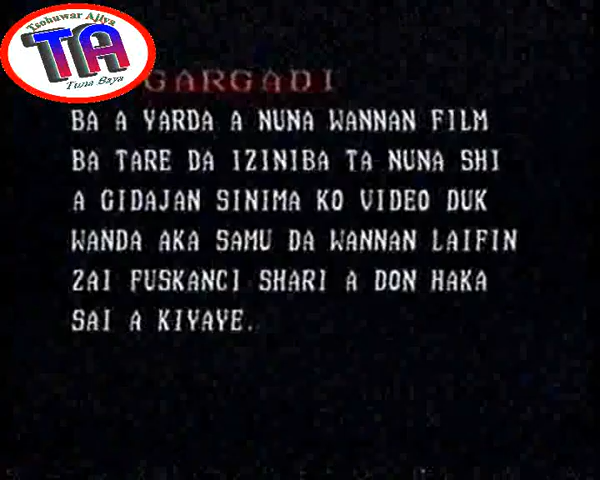 Tsohuwar Ajiya
TA
Tuna Baya
GARGADI
BA A YARDA A NUNA WANNAN FILM
BA TARE DA IZINIBA TA NUNA SHI
A GIDAJAN SINIMA KO VIDEO DUK
WANDA AKA SAMU DA WANNAN LAIFIN
ZAI FUSKANCI SHARI A DON HAKA
SAI A KIYAYE.